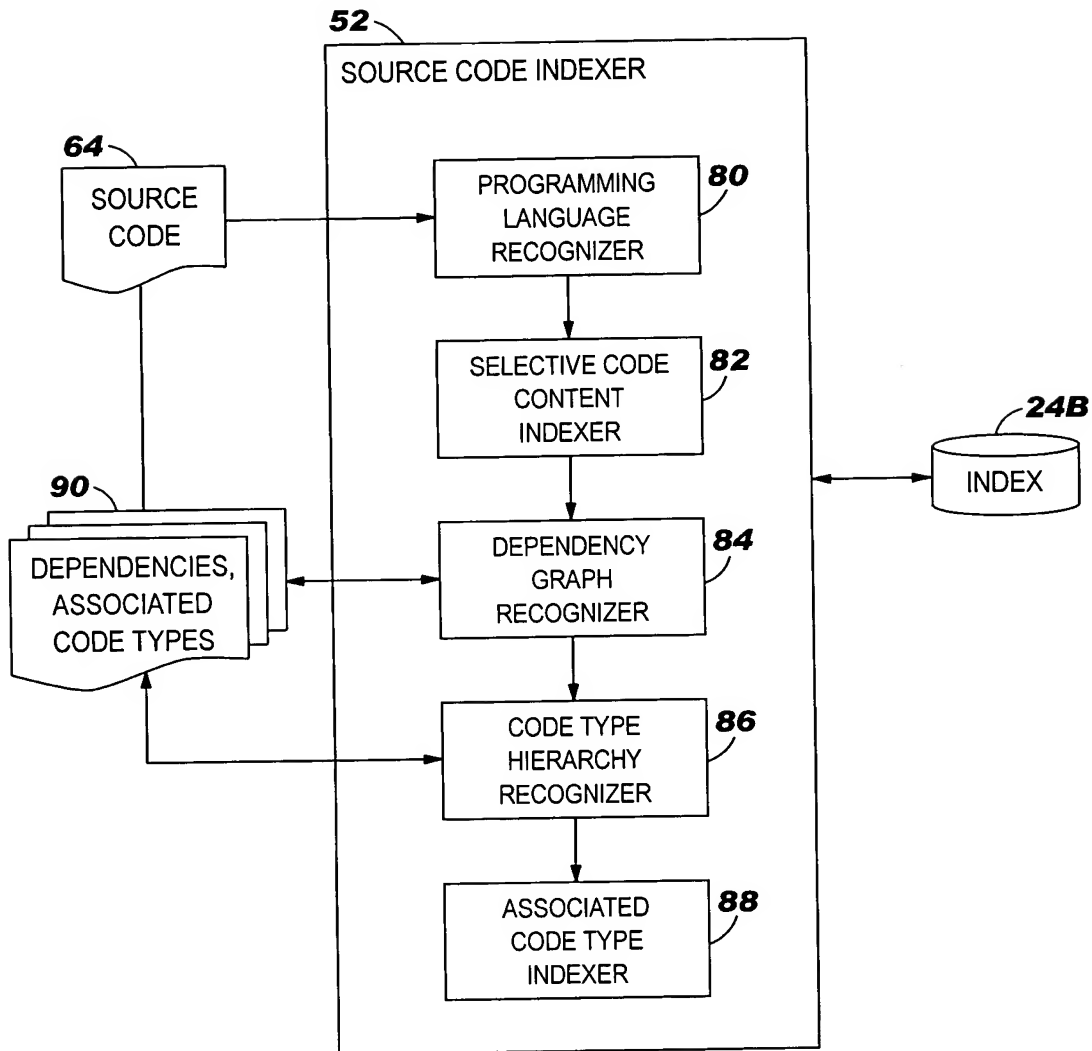 52
SOURCE CODE INDEXER
64
SOURCE
CODE
PROGRAMMING
LANGUAGE
RECOGNIZER
80
SELECTIVE CODE
CONTENT
INDEXER
82
24B
INDEX
90
DEPENDENCIES,
ASSOCIATED
CODE TYPES
DEPENDENCY
GRAPH
RECOGNIZER
84
CODE TYPE
HIERARCHY
RECOGNIZER
86
ASSOCIATED
CODE TYPE
INDEXER
88